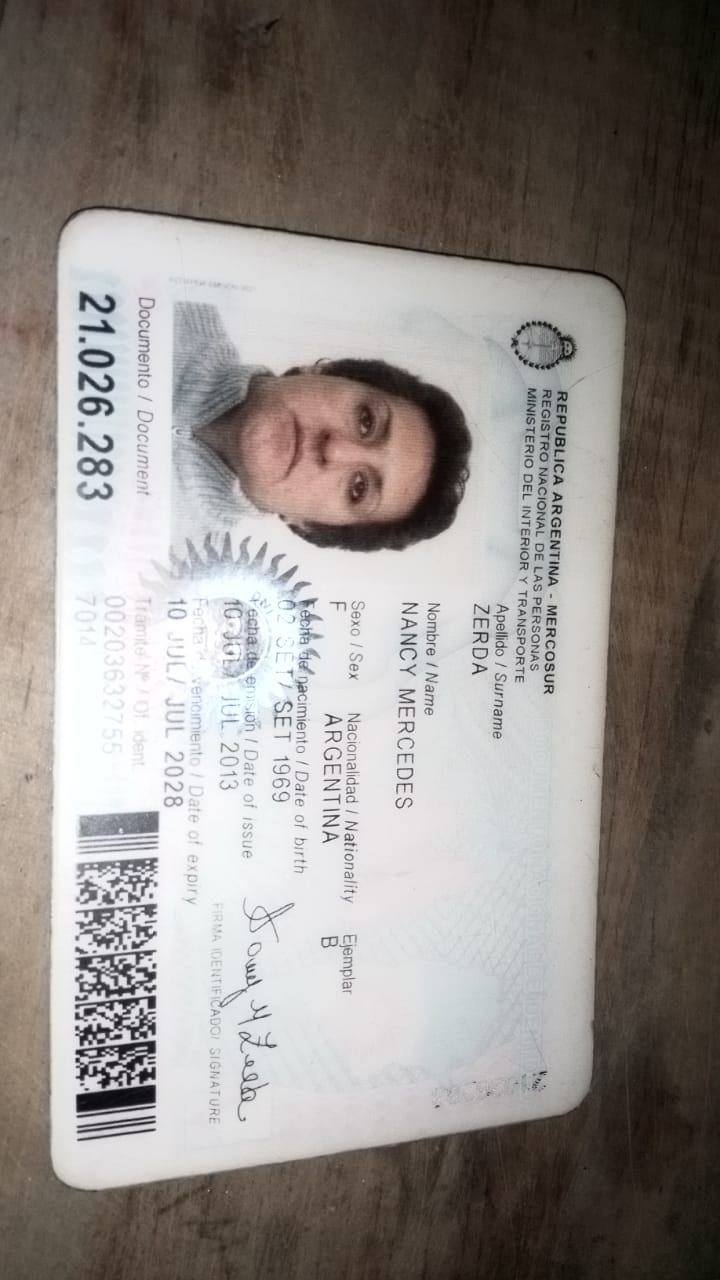 REPUBLICA ARGENTINA - MERCOSUR
REGISTRO NACIONAL DE LAS PERSONAS
MINISTERIO DEL INTERIOR Y TRANSPORTE
Apellido / Surname
ZERDA
Nombre / Name
NANCY MERCEDES
Sexo / Sex Nacionalidad / Nationality Ejemplar
F ARGENTINA B
Fecha de nacimiento / Date of birth
02 SET/ SET 1969
Fecha de emisión / Date of issue
10 JUL/ JUL 2013
Fecha de vencimiento / Date of expiry
10 JUL/ JUL 2028
FIRMA IDENTIFICADO/ SIGNATURE
Documento / Document
21.026.283
Trámite Nº / Of. ident.
00203632755
7014